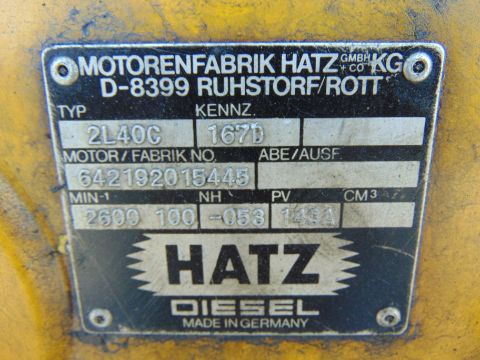 MOTORENFABRIK HATZ GMBH + CO KG
D-8399 RUHSTORF/ROTT
TYP KENNZ.
2L40C 167D
MOTOR/FABRIK NO. ABE/AUSF.
642192015445
MIN-¹ NH PV CM³
2600 100 -053
HATZ
DIESEL
MADE IN GERMANY